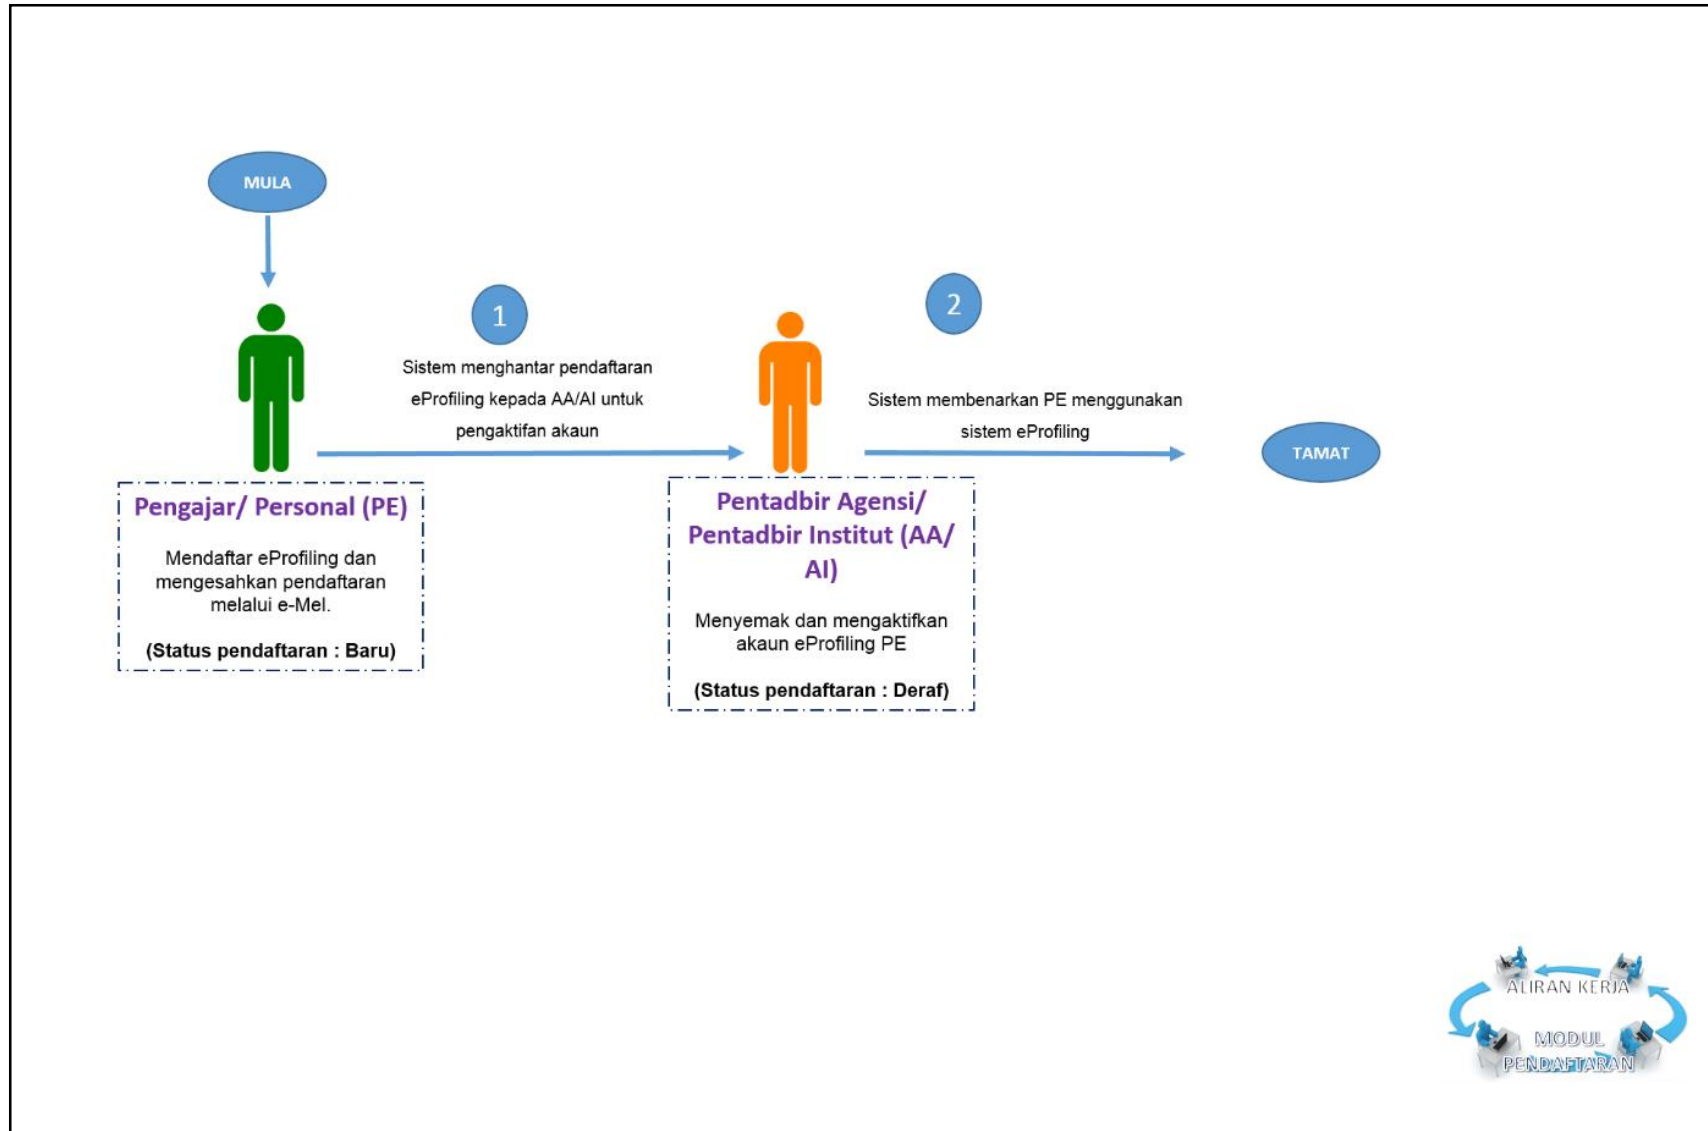 MULA
1
Sistem menghantar pendaftaran
eProfiling kepada AA/AI untuk
pengaktifan akaun
2
Sistem membenarkan PE menggunakan
sistem eProfiling
TAMAT
Pengajar/ Personal (PE)
Mendaftar eProfiling dan
mengesahkan pendaftaran
melalui e-Mel.
(Status pendaftaran : Baru)
Pentadbir Agensi/
Pentadbir Institut (AA/
AI)
Menyemak dan mengaktifkan
akaun eProfiling PE
(Status pendaftaran : Deraf)
ALIRAN KERJA
MODUL
PENDAFTARAN